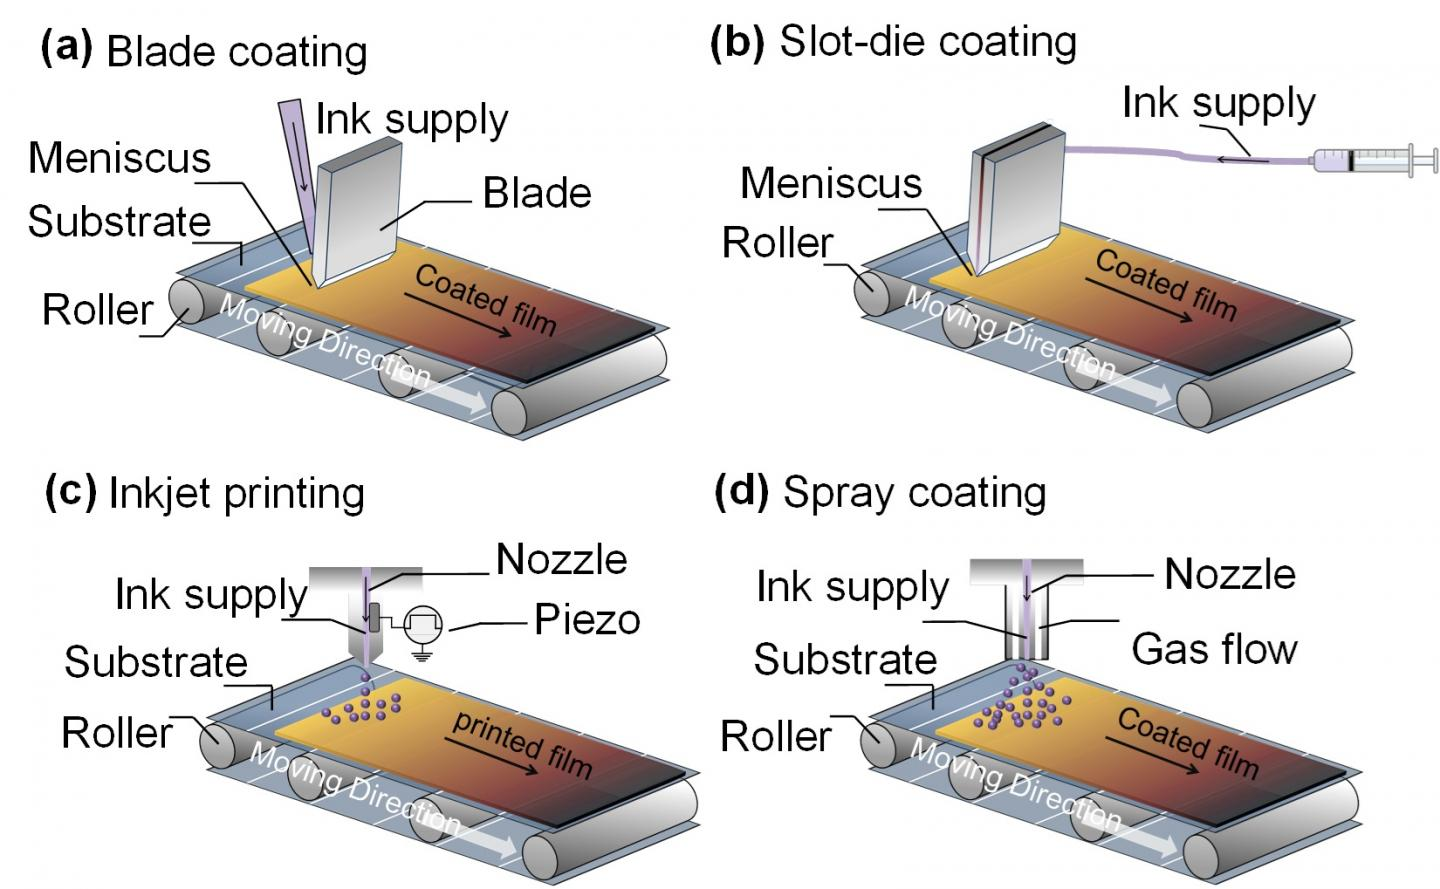 (a) Blade coating
Ink supply
Meniscus
Blade
Substrate
Roller
Coated film
Moving Direction
(b) Slot-die coating
Ink supply
Meniscus
Roller
Coated film
Moving Direction
(c) Inkjet printing
Nozzle
Ink supply
Piezo
Substrate
Roller
printed film
Moving Direction
(d) Spray coating
Nozzle
Ink supply
Gas flow
Substrate
Roller
Coated film
Moving Direction